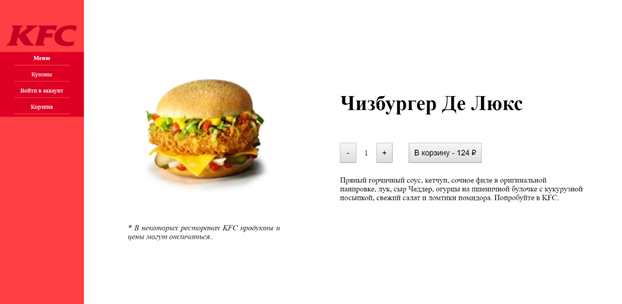 KFC
Меню
Купоны
Войти в аккаунт
Корзина
Чизбургер Де Люкс
- 1 + В корзину - 124 ₽
Пряный горчичный соус, кетчуп, сочное филе в оригинальной
панировке, лук, сыр Чеддер, огурцы на пшеничной булочке с кукурузной
посыпкой, свежий салат и ломтики помидора. Попробуйте в KFC.
* В некоторых ресторанах KFC продукты и
цены могут отличаться..